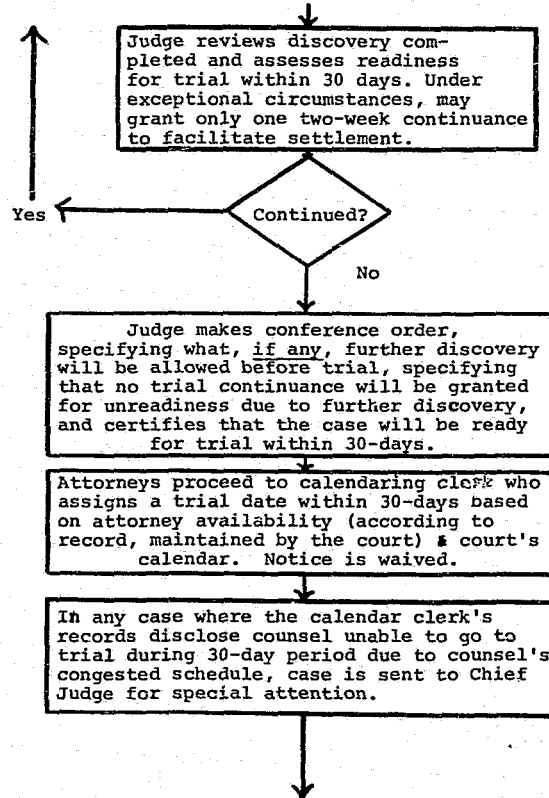 Judge reviews discovery com-
pleted and assesses readiness
for trial within 30 days. Under
exceptional circumstances, may
grant only one two-week continuance
to facilitate settlement.
Yes
Continued?
No
Judge makes conference order,
specifying what, if any, further discovery
will be allowed before trial, specifying
that no trial continuance will be granted
for unreadiness due to further discovery,
and certifies that the case will be ready
for trial within 30-days.
Attorneys proceed to calendaring clerk who
assigns a trial date within 30-days based
on attorney availability (according to
record, maintained by the court) & court's
calendar. Notice is waived.
In any case where the calendar clerk's
records disclose counsel unable to go to
trial during 30-day period due to counsel's
congested schedule, case is sent to Chief
Judge for special attention.